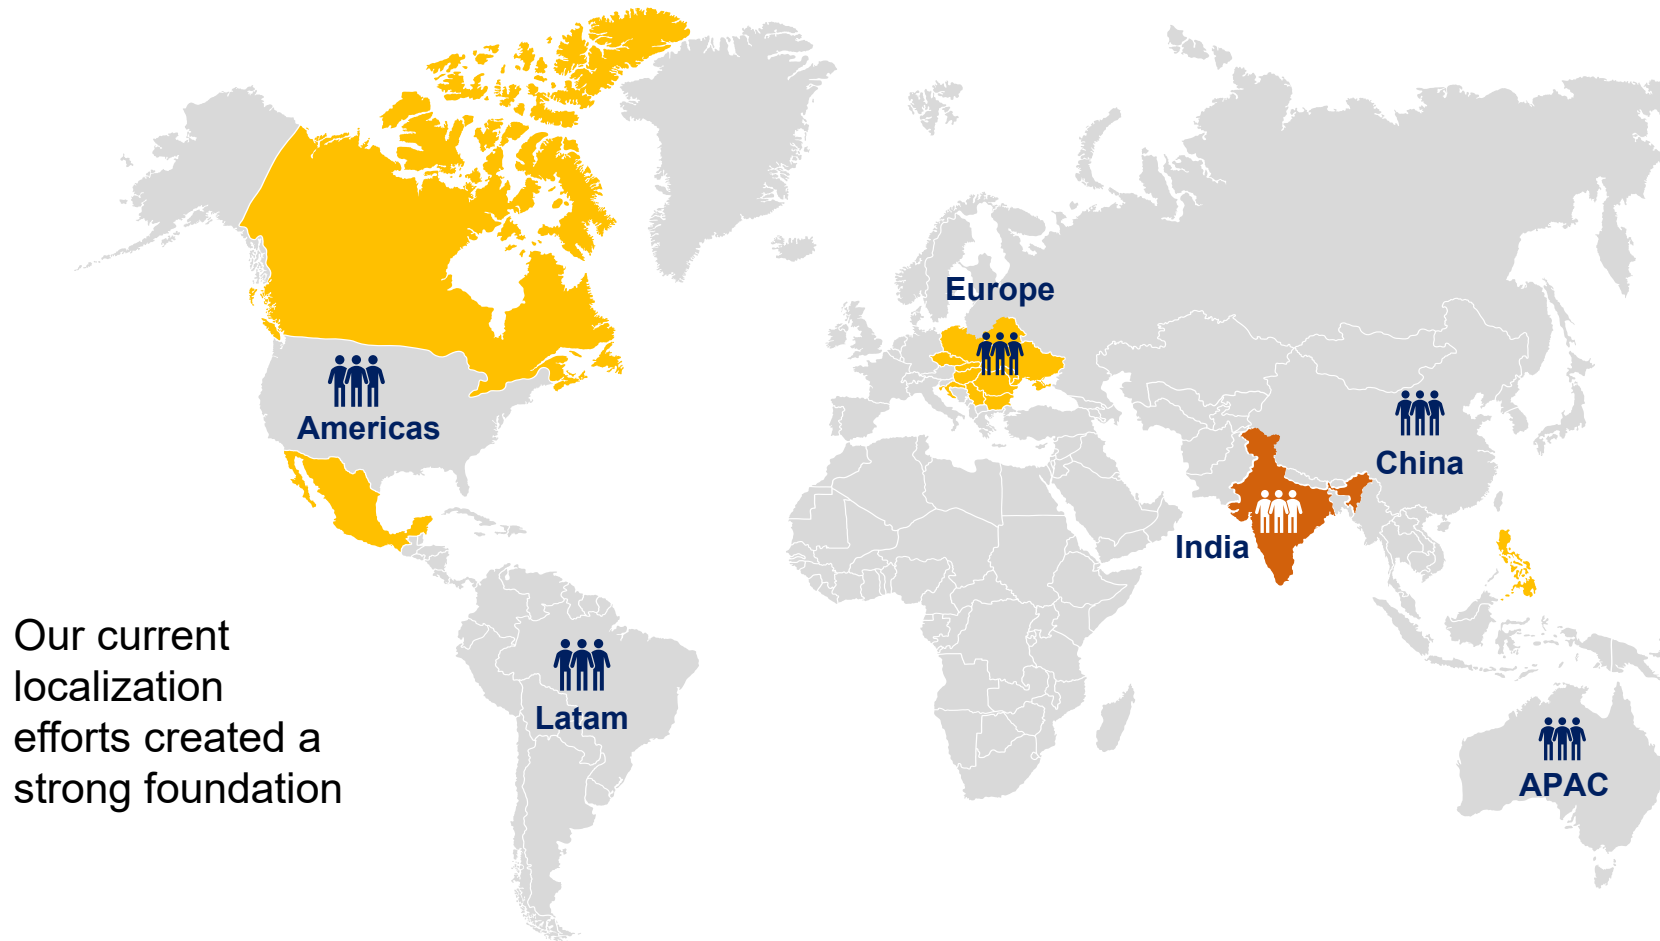 Europe
Americas
China
India
Our current
localization
efforts created a
strong foundation
Latam
APAC